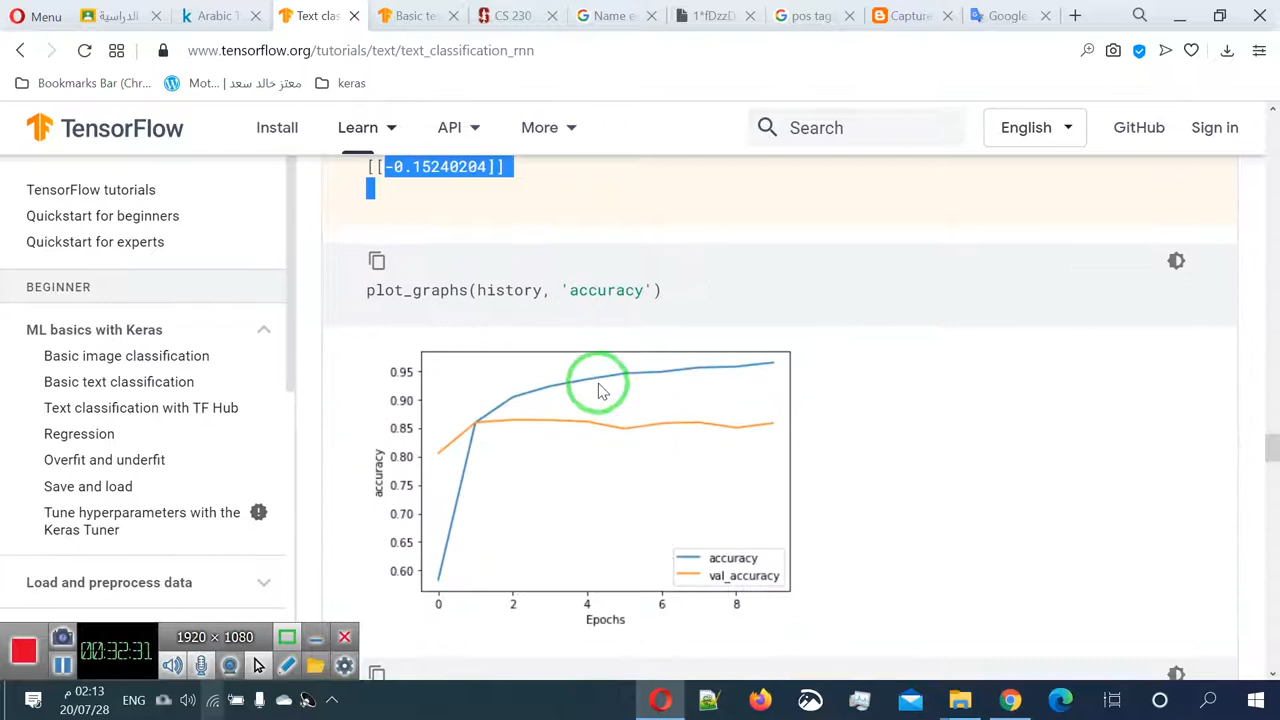 Menu
الدراسية
Arabic T
Text clas
Basic te
CS 230
Name e
1*fDzzD
pos tag
Capture
Google
www.tensorflow.org/tutorials/text/text_classification_rnn
Bookmarks Bar (Chr...
Mot... | معتز خالد سعد
keras
TensorFlow
Install
Learn
API
More
Search
English
GitHub
Sign in
TensorFlow tutorials
Quickstart for beginners
Quickstart for experts
BEGINNER
ML basics with Keras
Basic image classification
Basic text classification
Text classification with TF Hub
Regression
Overfit and underfit
Save and load
Tune hyperparameters with the
Keras Tuner
Load and preprocess data
[[-0.15240204]]
plot_graphs(history, 'accuracy')
0.95
0.90
0.85
0.80
0.75
0.70
0.65
0.60
accuracy
accuracy
val_accuracy
0 2 4 6 8
Epochs
00:32:31
1920 × 1080
ENG
02:13 م
20/07/28